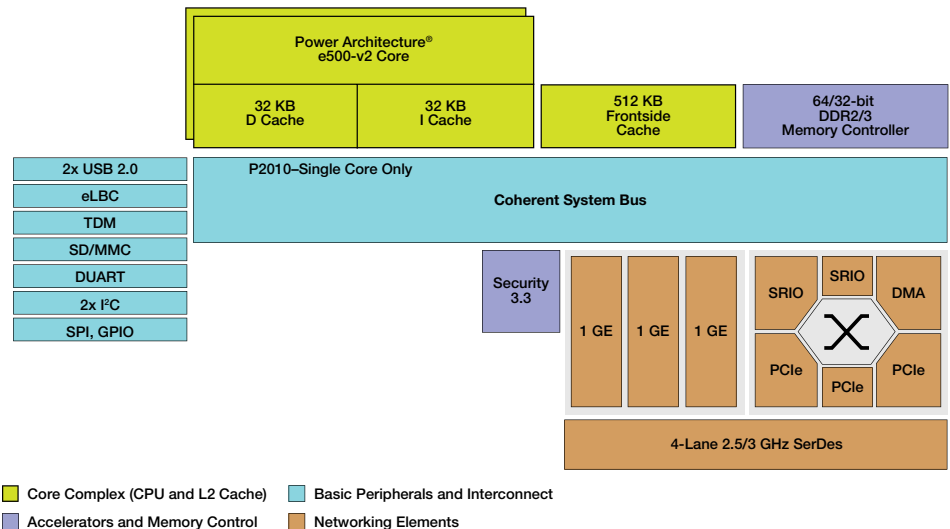 Power Architecture®
e500-v2 Core
32 KB
D Cache
32 KB
I Cache
512 KB
Frontside
Cache
64/32-bit
DDR2/3
Memory Controller
2x USB 2.0
eLBC
TDM
SD/MMC
DUART
2x I²C
SPI, GPIO
P2010–Single Core Only
Coherent System Bus
Security
3.3
1 GE
1 GE
1 GE
SRIO
SRIO
DMA
PCIe
PCIe
PCIe
4-Lane 2.5/3 GHz SerDes
Core Complex (CPU and L2 Cache)
Basic Peripherals and Interconnect
Accelerators and Memory Control
Networking Elements